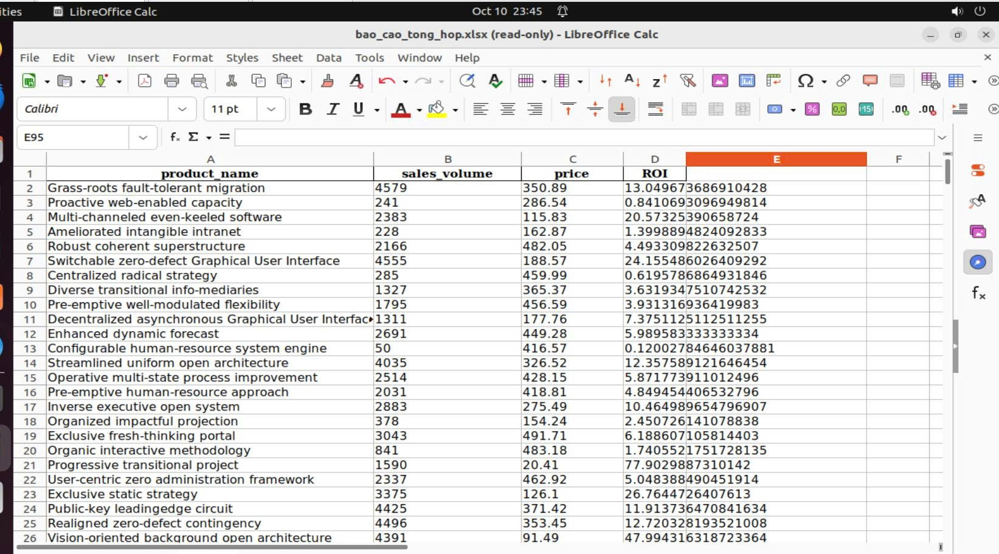 ities LibreOffice Calc Oct 10 23:45
bao_cao_tong_hop.xlsx (read-only) - LibreOffice Calc
File Edit View Insert Format Styles Sheet Data Tools Window Help
Calibri 11 pt B I U A
E95 fx Σ =
A B C D E F
1 product_name sales_volume price ROI
2 Grass-roots fault-tolerant migration 4579 350.89 13.049673686910428
3 Proactive web-enabled capacity 241 286.54 0.8410693096949814
4 Multi-channeled even-keeled software 2383 115.83 20.57325390658724
5 Ameliorated intangible intranet 228 162.87 1.3998894824092833
6 Robust coherent superstructure 2166 482.05 4.493309822632507
7 Switchable zero-defect Graphical User Interface 4555 188.57 24.155486026409292
8 Centralized radical strategy 285 459.99 0.6195786864931846
9 Diverse transitional info-mediaries 1327 365.37 3.6319347510742532
10 Pre-emptive well-modulated flexibility 1795 456.59 3.931316936419983
11 Decentralized asynchronous Graphical User Interfac 1311 177.76 7.3751125112511255
12 Enhanced dynamic forecast 2691 449.28 5.989583333333334
13 Configurable human-resource system engine 50 416.57 0.12002784646037881
14 Streamlined uniform open architecture 4035 326.52 12.357589121646454
15 Operative multi-state process improvement 2514 428.15 5.871773911012496
16 Pre-emptive human-resource approach 2031 418.81 4.849454406532796
17 Inverse executive open system 2883 275.49 10.464989654796907
18 Organized impactful projection 378 154.24 2.450726141078838
19 Exclusive fresh-thinking portal 3043 491.71 6.188607105814403
20 Organic interactive methodology 841 483.18 1.7405521751728135
21 Progressive transitional project 1590 20.41 77.90298873​10142
22 User-centric zero administration framework 2337 462.92 5.048388490451914
23 Exclusive static strategy 3375 126.1 26.76447264​07613
24 Public-key leadingedge circuit 4425 371.42 11.913736470841634
25 Realigned zero-defect contingency 4496 353.45 12.720328193521008
26 Vision-oriented background open architecture 4391 91.49 47.994316318723364